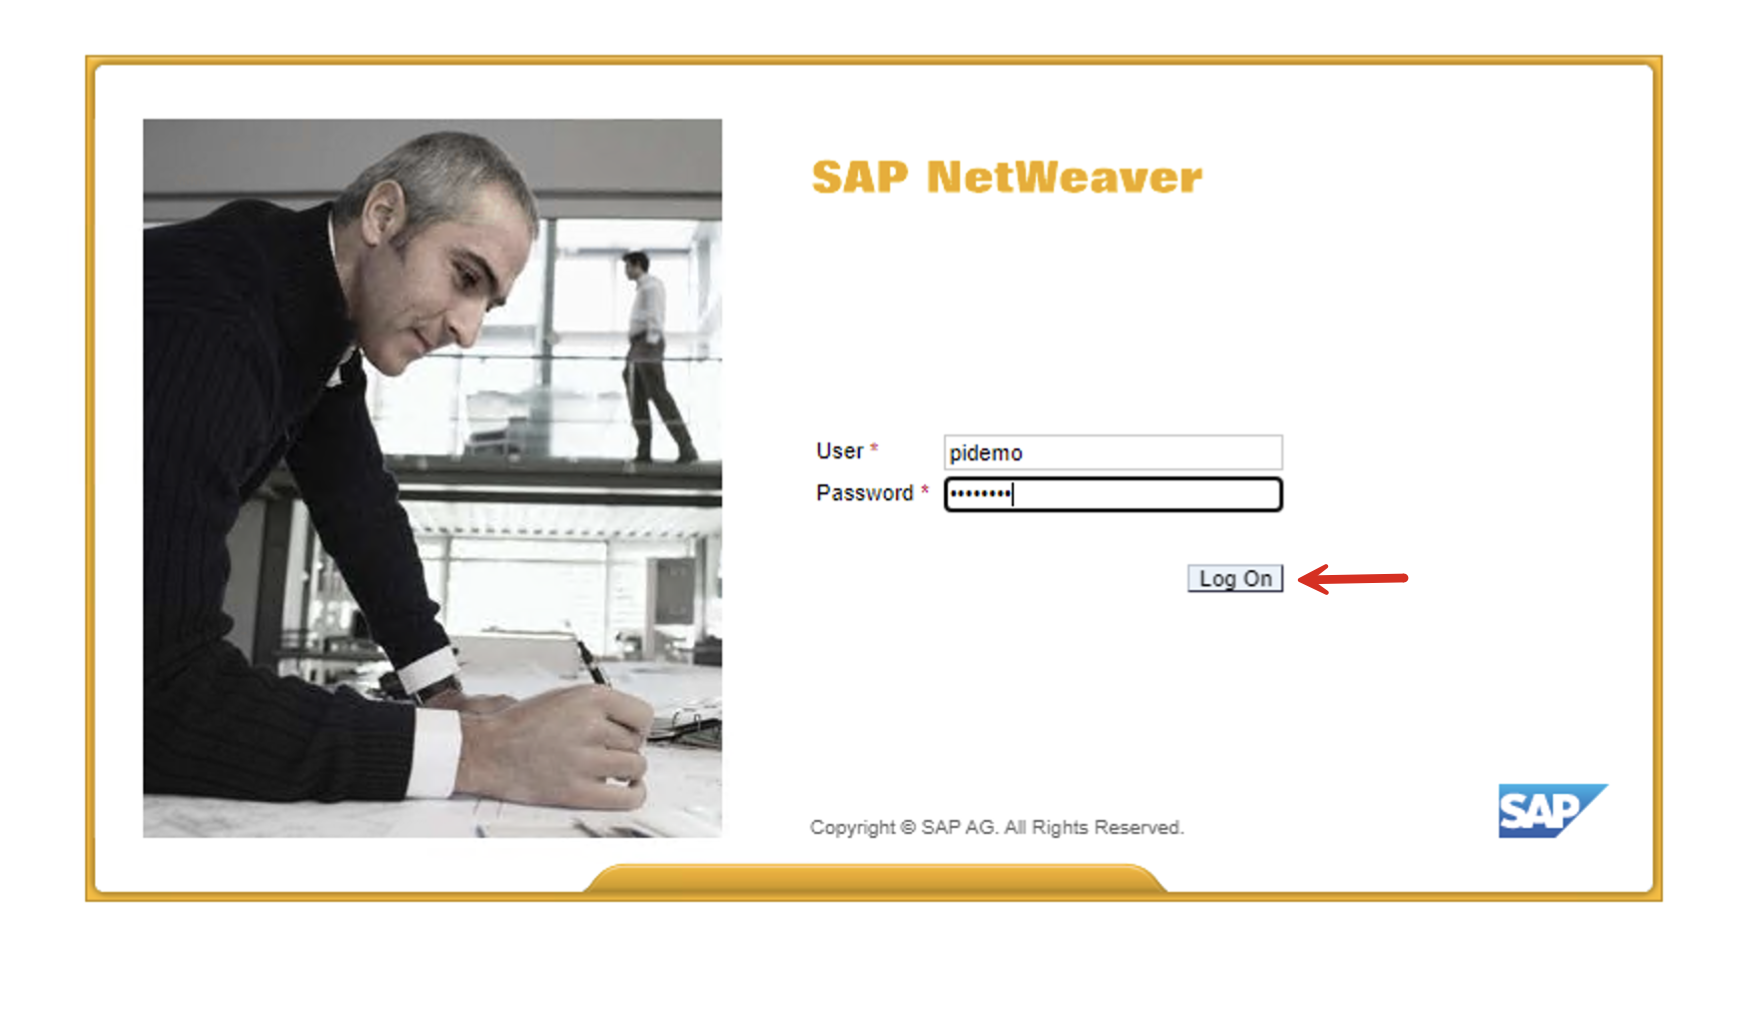 SAP NetWeaver
User *
pidemo
Password *
••••••••
Log On
Copyright © SAP AG. All Rights Reserved.
SAP